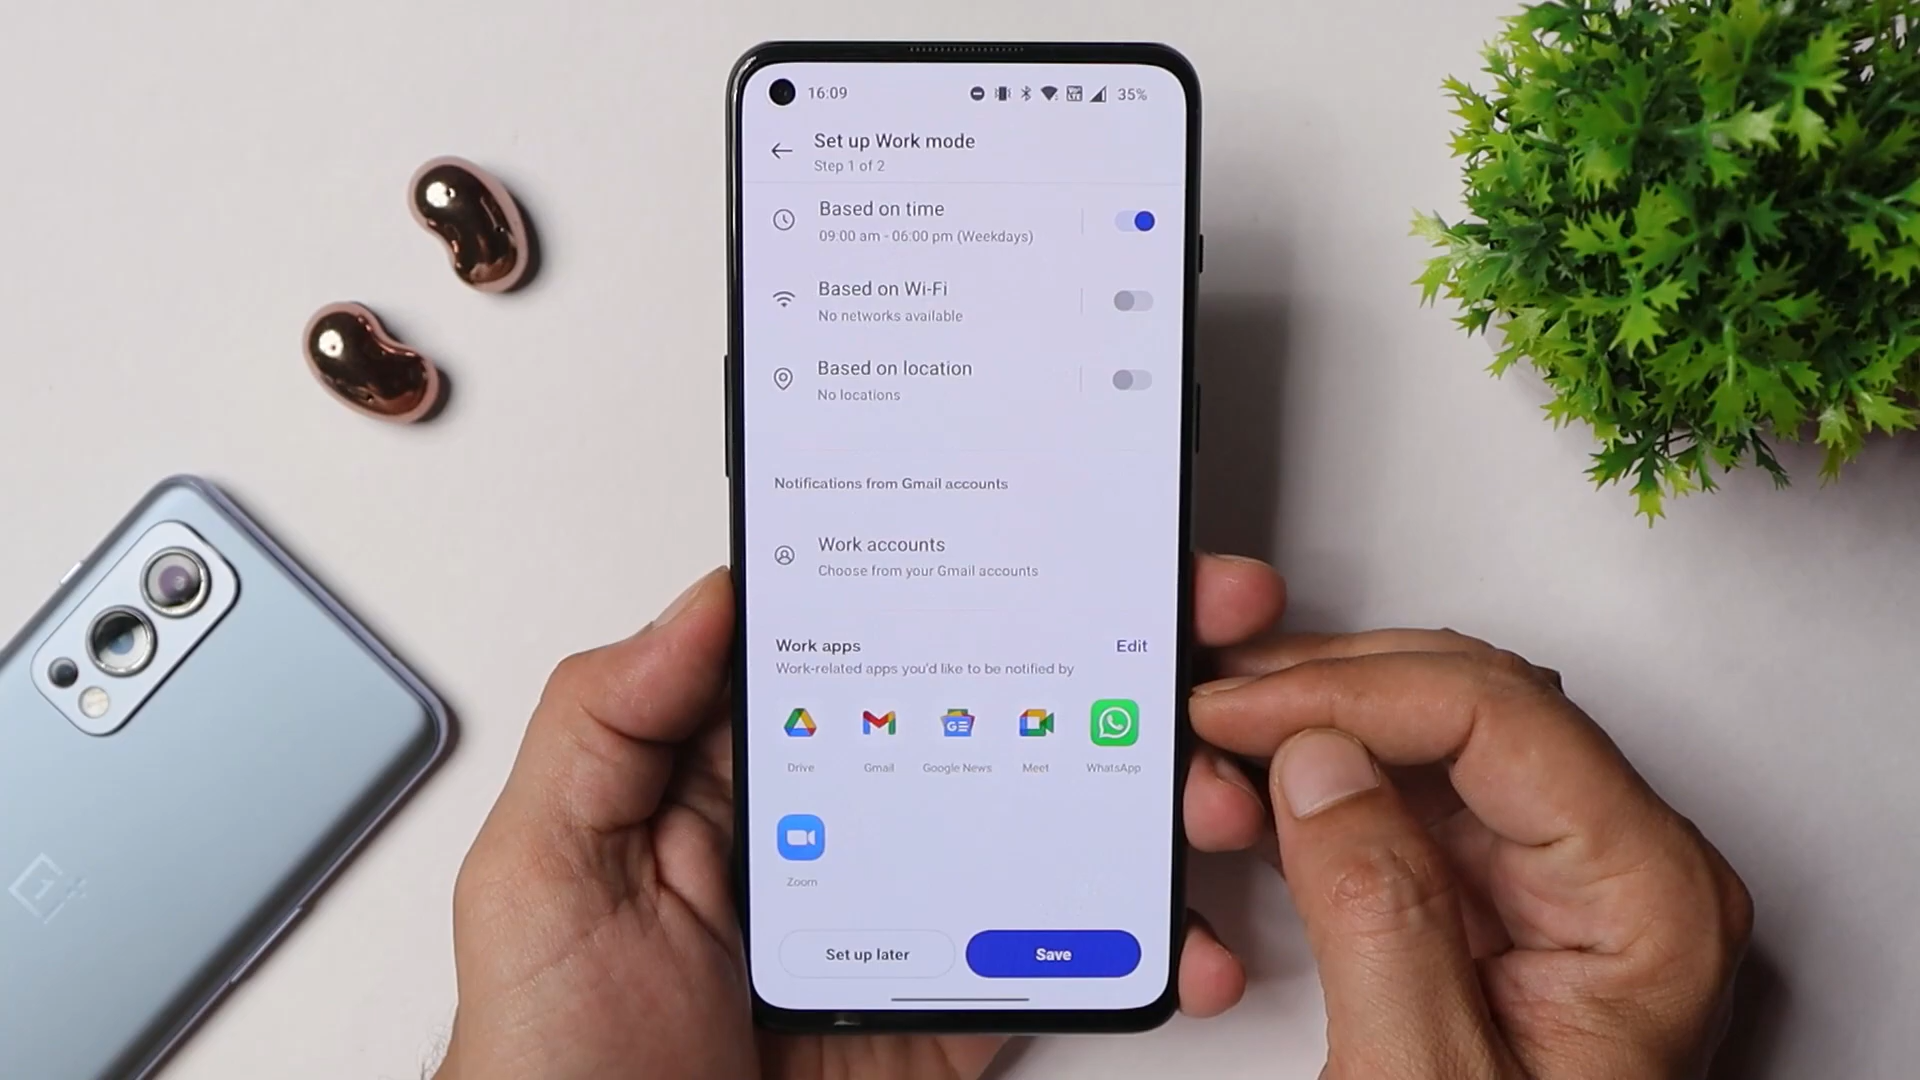 16:09 35%
Set up Work mode
Step 1 of 2
Based on time
09:00 am - 06:00 pm (Weekdays)
Based on Wi-Fi
No networks available
Based on location
No locations
Notifications from Gmail accounts
Work accounts
Choose from your Gmail accounts
Work apps Edit
Work-related apps you'd like to be notified by
GE
Drive Gmail Google News Meet WhatsApp
Zoom
Set up later Save
1+